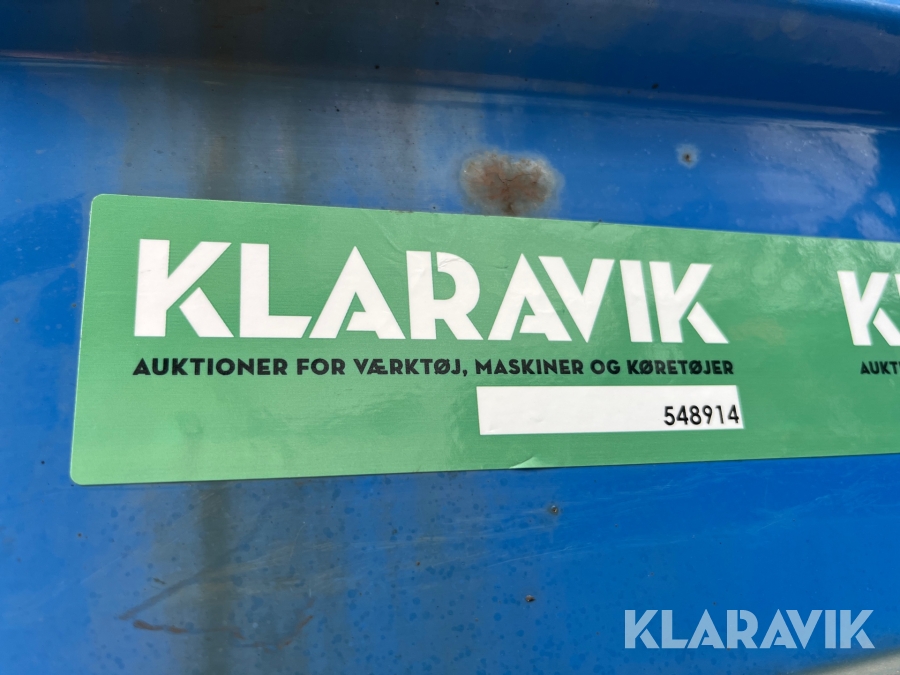 KLARAVIK
AUKTIONER FOR VÆRKTØJ, MASKINER OG KØRETØJER
548914
KLARAVIK